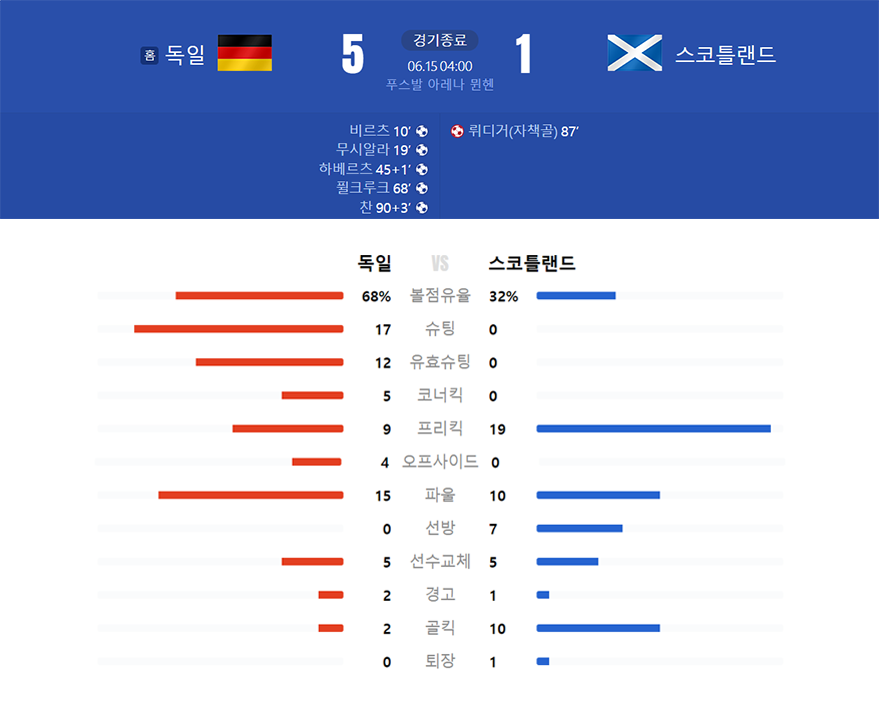 홈 독일 5 경기종료 1 스코틀랜드
06.15 04:00
푸스발 아레나 뮌헨
비르츠 10′ 뤼디거(자책골) 87′
무시알라 19′
하베르츠 45+1′
퓔크루크 68′
찬 90+3′
독일 VS 스코틀랜드
68% 볼점유율 32%
17 슈팅 0
12 유효슈팅 0
5 코너킥 0
9 프리킥 19
4 오프사이드 0
15 파울 10
0 선방 7
5 선수교체 5
2 경고 1
2 골킥 10
0 퇴장 1